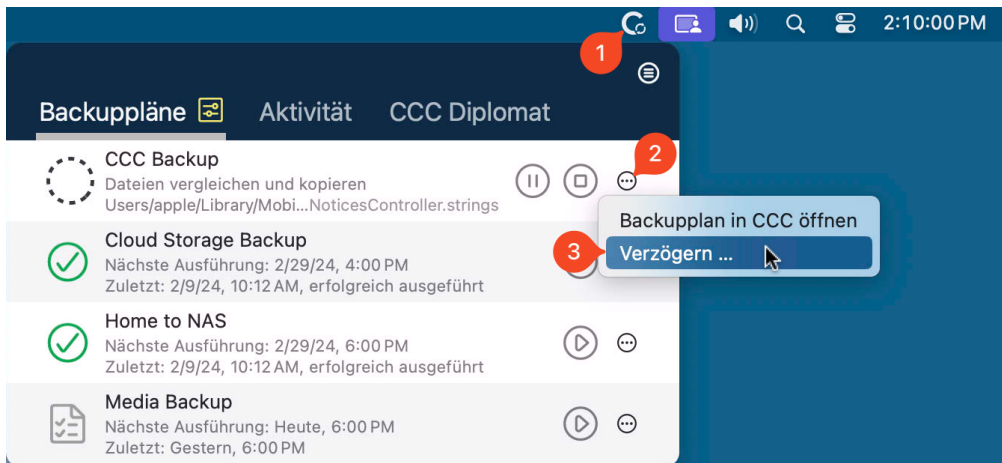 2:10:00 PM
1
Backuppläne
Aktivität
CCC Diplomat
CCC Backup
Dateien vergleichen und kopieren
Users/apple/Library/Mobi...NoticesController.strings
2
Backupplan in CCC öffnen
3
Verzögern ...
Cloud Storage Backup
Nächste Ausführung: 2/29/24, 4:00 PM
Zuletzt: 2/9/24, 10:12 AM, erfolgreich ausgeführt
Home to NAS
Nächste Ausführung: 2/29/24, 6:00 PM
Zuletzt: 2/9/24, 10:12 AM, erfolgreich ausgeführt
Media Backup
Nächste Ausführung: Heute, 6:00 PM
Zuletzt: Gestern, 6:00 PM